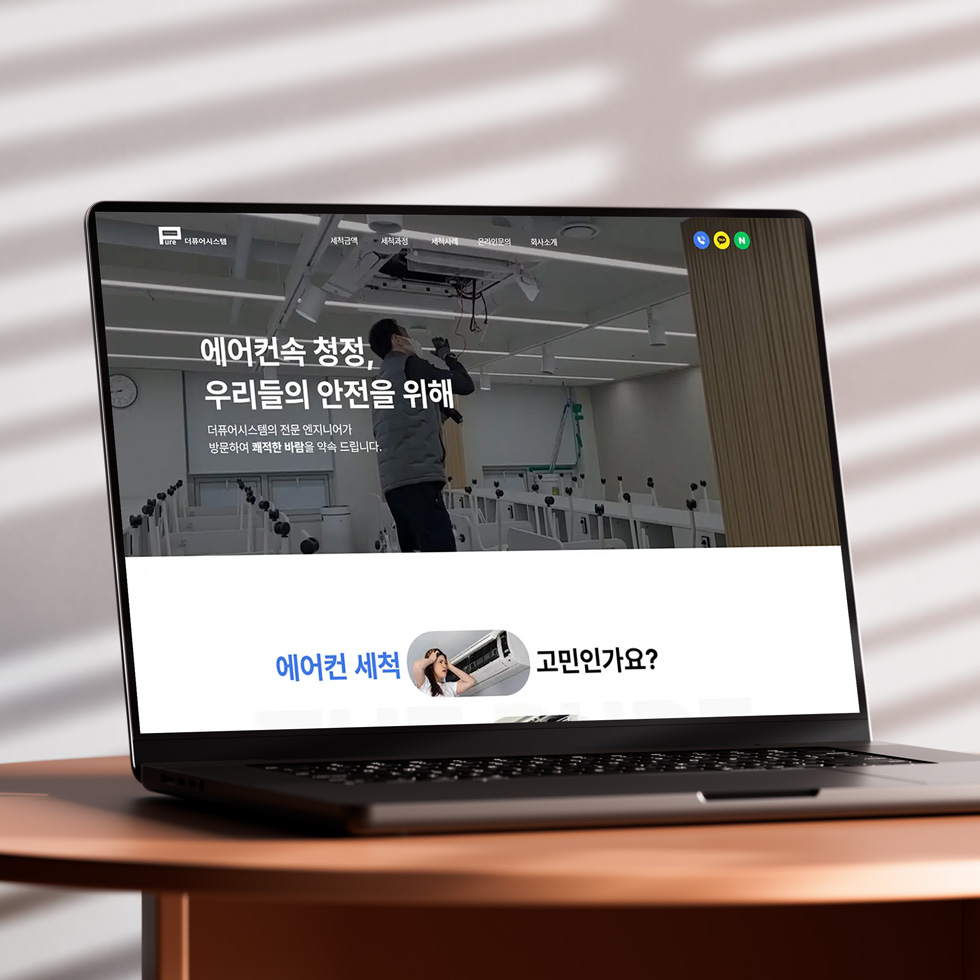 Pure 더퓨어시스템
세척금액 세척과정 세척사례 온라인문의 회사소개
N
에어컨속 청정,
우리들의 안전을 위해
더퓨어시스템의 전문 엔지니어가
방문하여 쾌적한 바람을 약속 드립니다.
에어컨 세척 고민인가요?
THE PURE